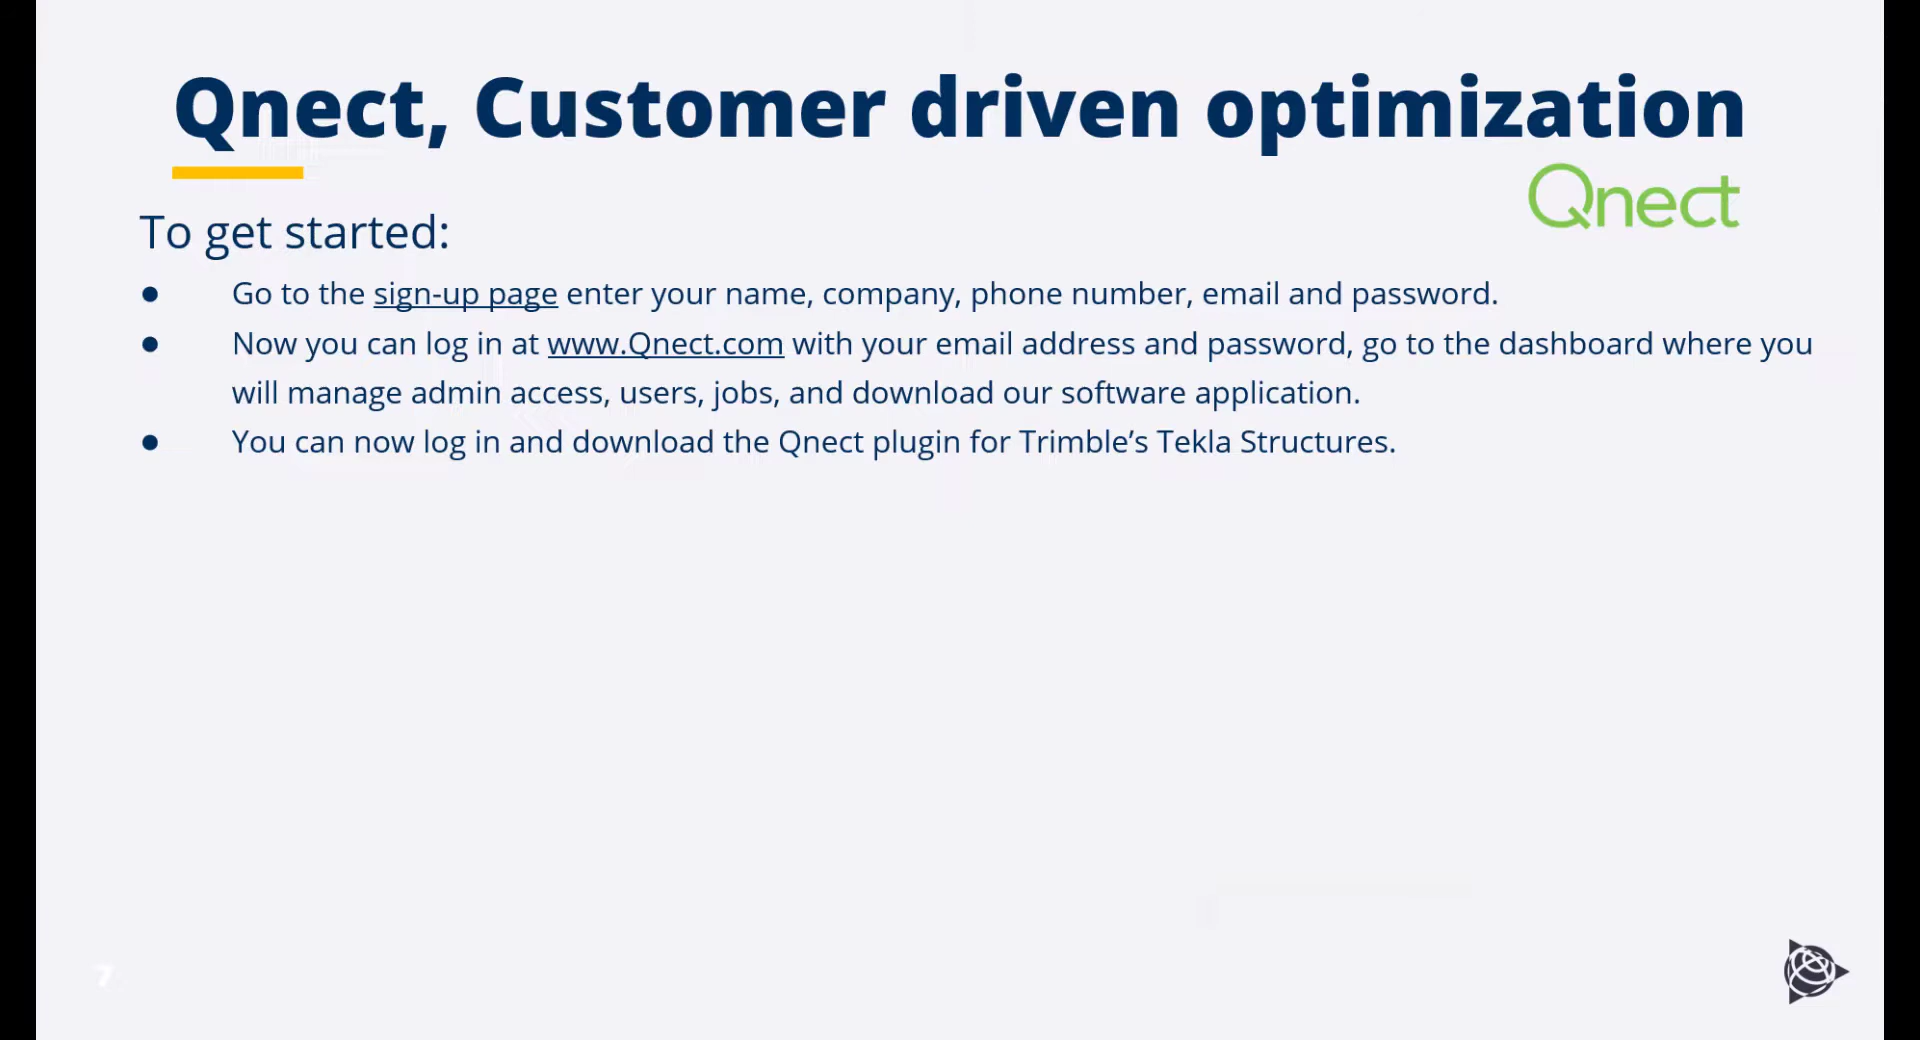 Qnect, Customer driven optimization
Qnect
To get started:
● Go to the sign-up page enter your name, company, phone number, email and password.
● Now you can log in at www.Qnect.com with your email address and password, go to the dashboard where you
will manage admin access, users, jobs, and download our software application.
● You can now log in and download the Qnect plugin for Trimble’s Tekla Structures.
7